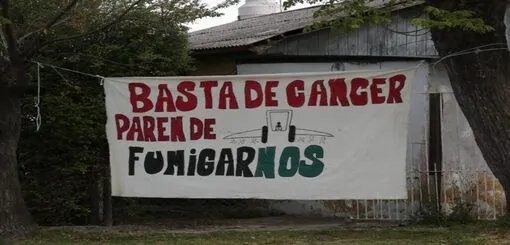 BASTA DE CANCER
PAREN DE
FUMIGARNOS